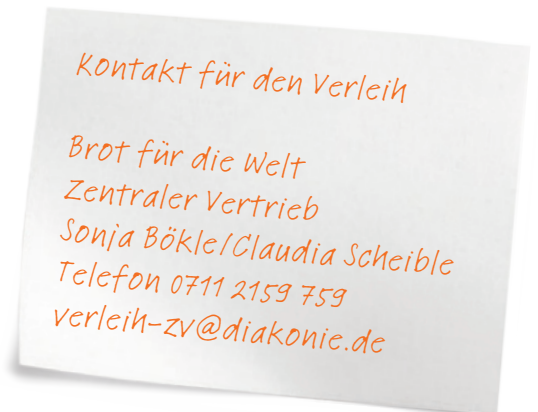 Kontakt für den Verleih
Brot für die Welt
Zentraler Vertrieb
Sonja Bökle/Claudia Scheible
Telefon 0711 2159 759
verleih-zv@diakonie.de